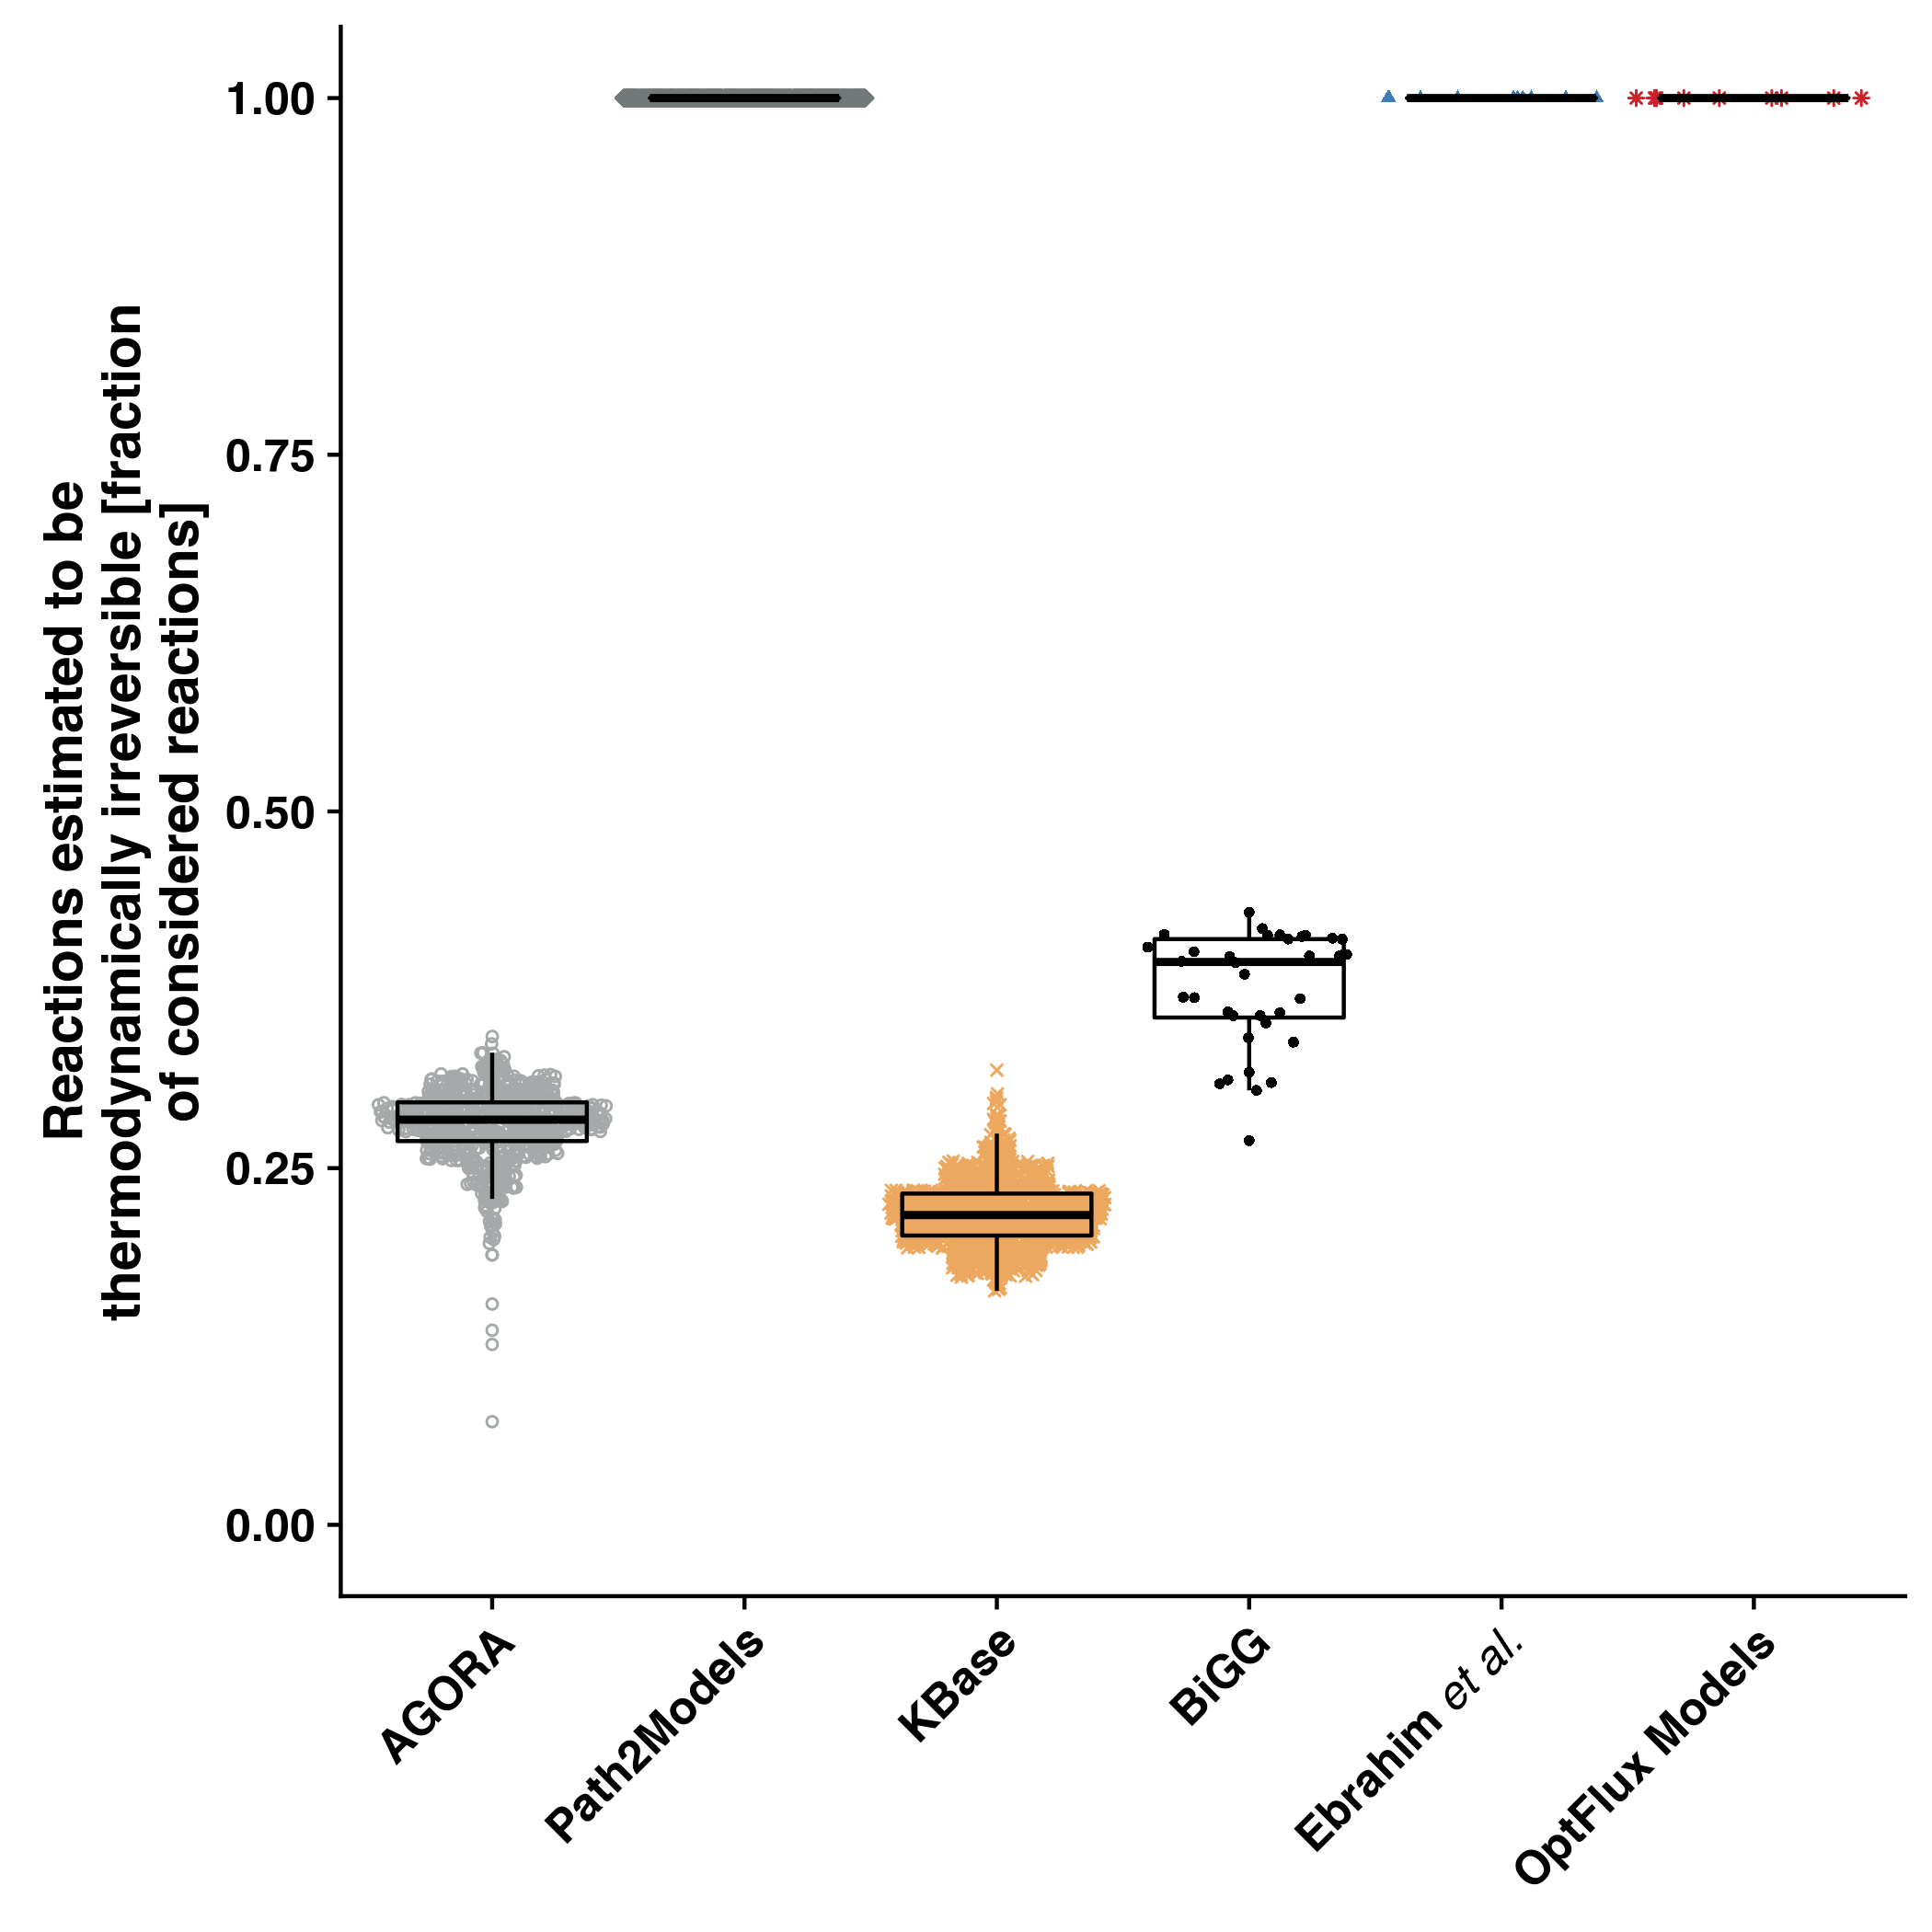 Reactions estimated to be
thermodynamically irreversible [fraction
of considered reactions]
1.00
0.75
0.50
0.25
0.00
AGORA
Path2Models
KBase
BiGG
Ebrahim et al.
OptFlux Models